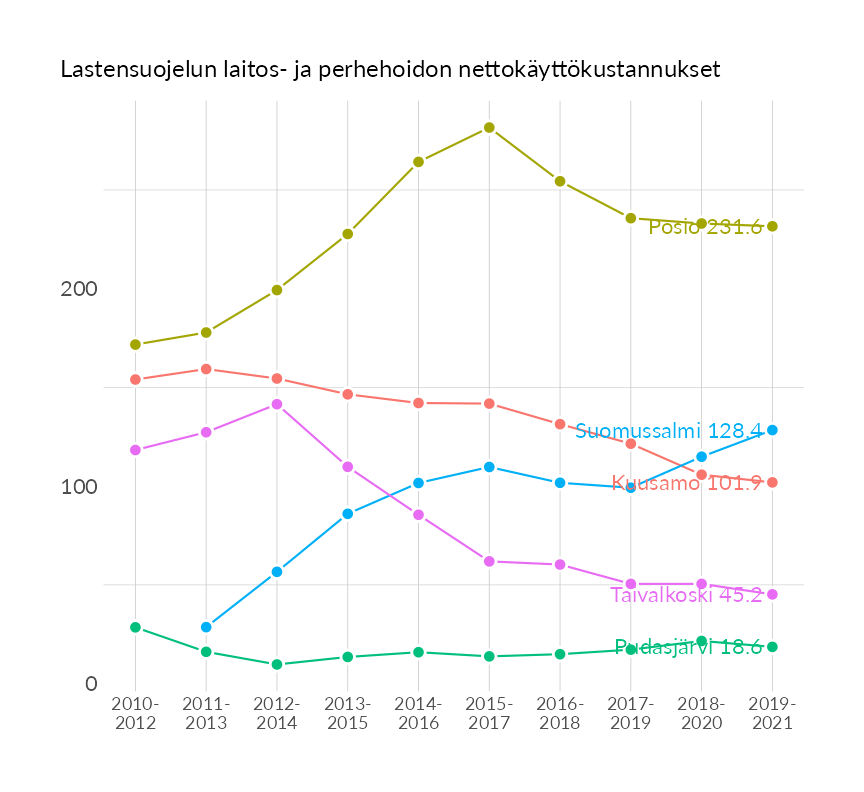 Lastensuojelun laitos- ja perhehoidon nettokäyttökustannukset
Posio 231.6
200
Suomussalmi 128.4
Kuusamo 101.9
100
Taivalkoski 45.2
Pudasjärvi 18.6
0
2010- 2011- 2012- 2013- 2014- 2015- 2016- 2017- 2018- 2019-
2012 2013 2014 2015 2016 2017 2018 2019 2020 2021